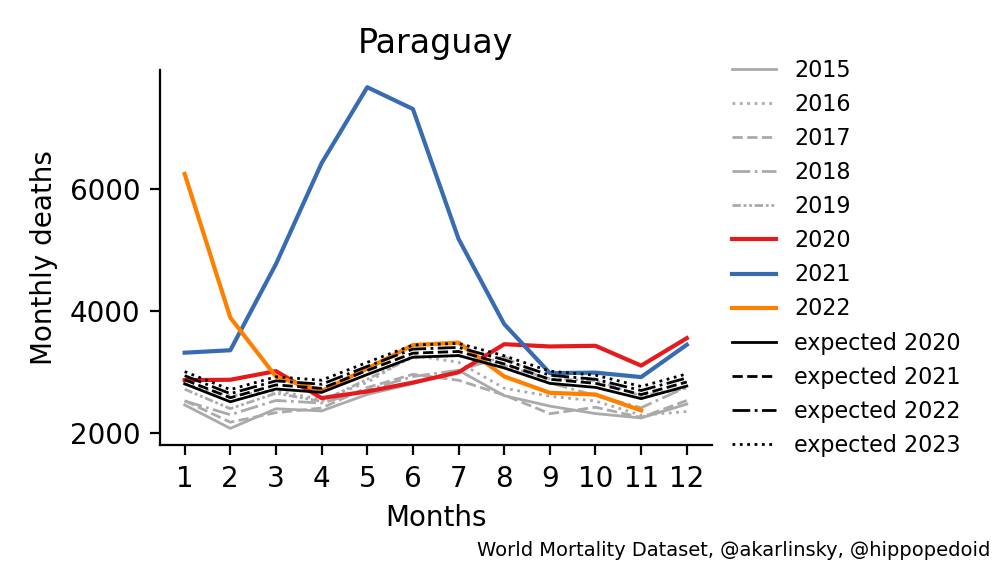 Paraguay
Monthly deaths
6000
4000
2000
1 2 3 4 5 6 7 8 9 10 11 12
Months
2015
2016
2017
2018
2019
2020
2021
2022
expected 2020
expected 2021
expected 2022
expected 2023
World Mortality Dataset, @akarlinsky, @hippopedoid